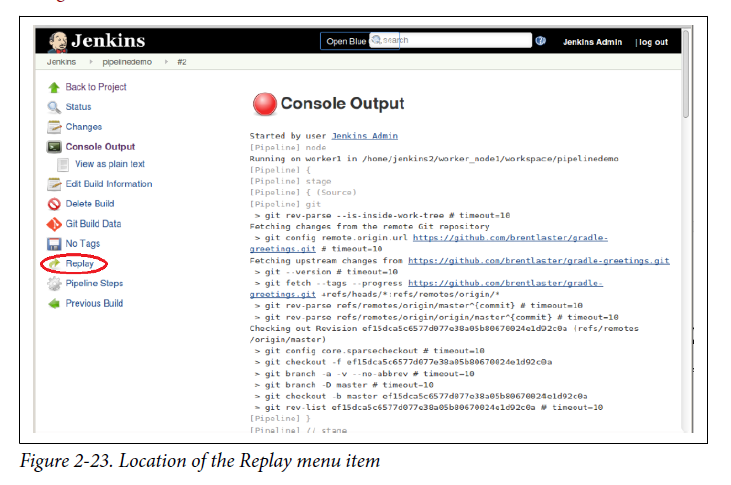 Jenkins
Open Blue
search
Jenkins Admin | log out
Jenkins pipelinedemo #2
Back to Project
Status
Changes
Console Output
View as plain text
Edit Build Information
Delete Build
Git Build Data
No Tags
Replay
Pipeline Steps
Previous Build
Console Output
Started by user Jenkins Admin
[Pipeline] node
Running on worker1 in /home/jenkins2/worker_node1/workspace/pipelinedemo
[Pipeline] {
[Pipeline] stage
[Pipeline] { (Source)
[Pipeline] git
> git rev-parse --is-inside-work-tree # timeout=10
Fetching changes from the remote Git repository
> git config remote.origin.url https://github.com/brentlaster/gradle-
greetings.git # timeout=10
Fetching upstream changes from https://github.com/brentlaster/gradle-greetings.git
> git --version # timeout=10
> git fetch --tags --progress https://github.com/brentlaster/gradle-
greetings.git +refs/heads/*:refs/remotes/origin/*
> git rev-parse refs/remotes/origin/master^{commit} # timeout=10
> git rev-parse refs/remotes/origin/origin/master^{commit} # timeout=10
Checking out Revision ef15dca5c6577d077e38a05b80670024e1d92c0a (refs/remotes
/origin/master)
> git config core.sparsecheckout # timeout=10
> git checkout -f ef15dca5c6577d077e38a05b80670024e1d92c0a
> git branch -a -v --no-abbrev # timeout=10
> git branch -D master # timeout=10
> git checkout -b master ef15dca5c6577d077e38a05b80670024e1d92c0a
> git rev-list ef15dca5c6577d077e38a05b80670024e1d92c0a # timeout=10
[Pipeline] }
[Pipeline] // stage
Figure 2-23. Location of the Replay menu item